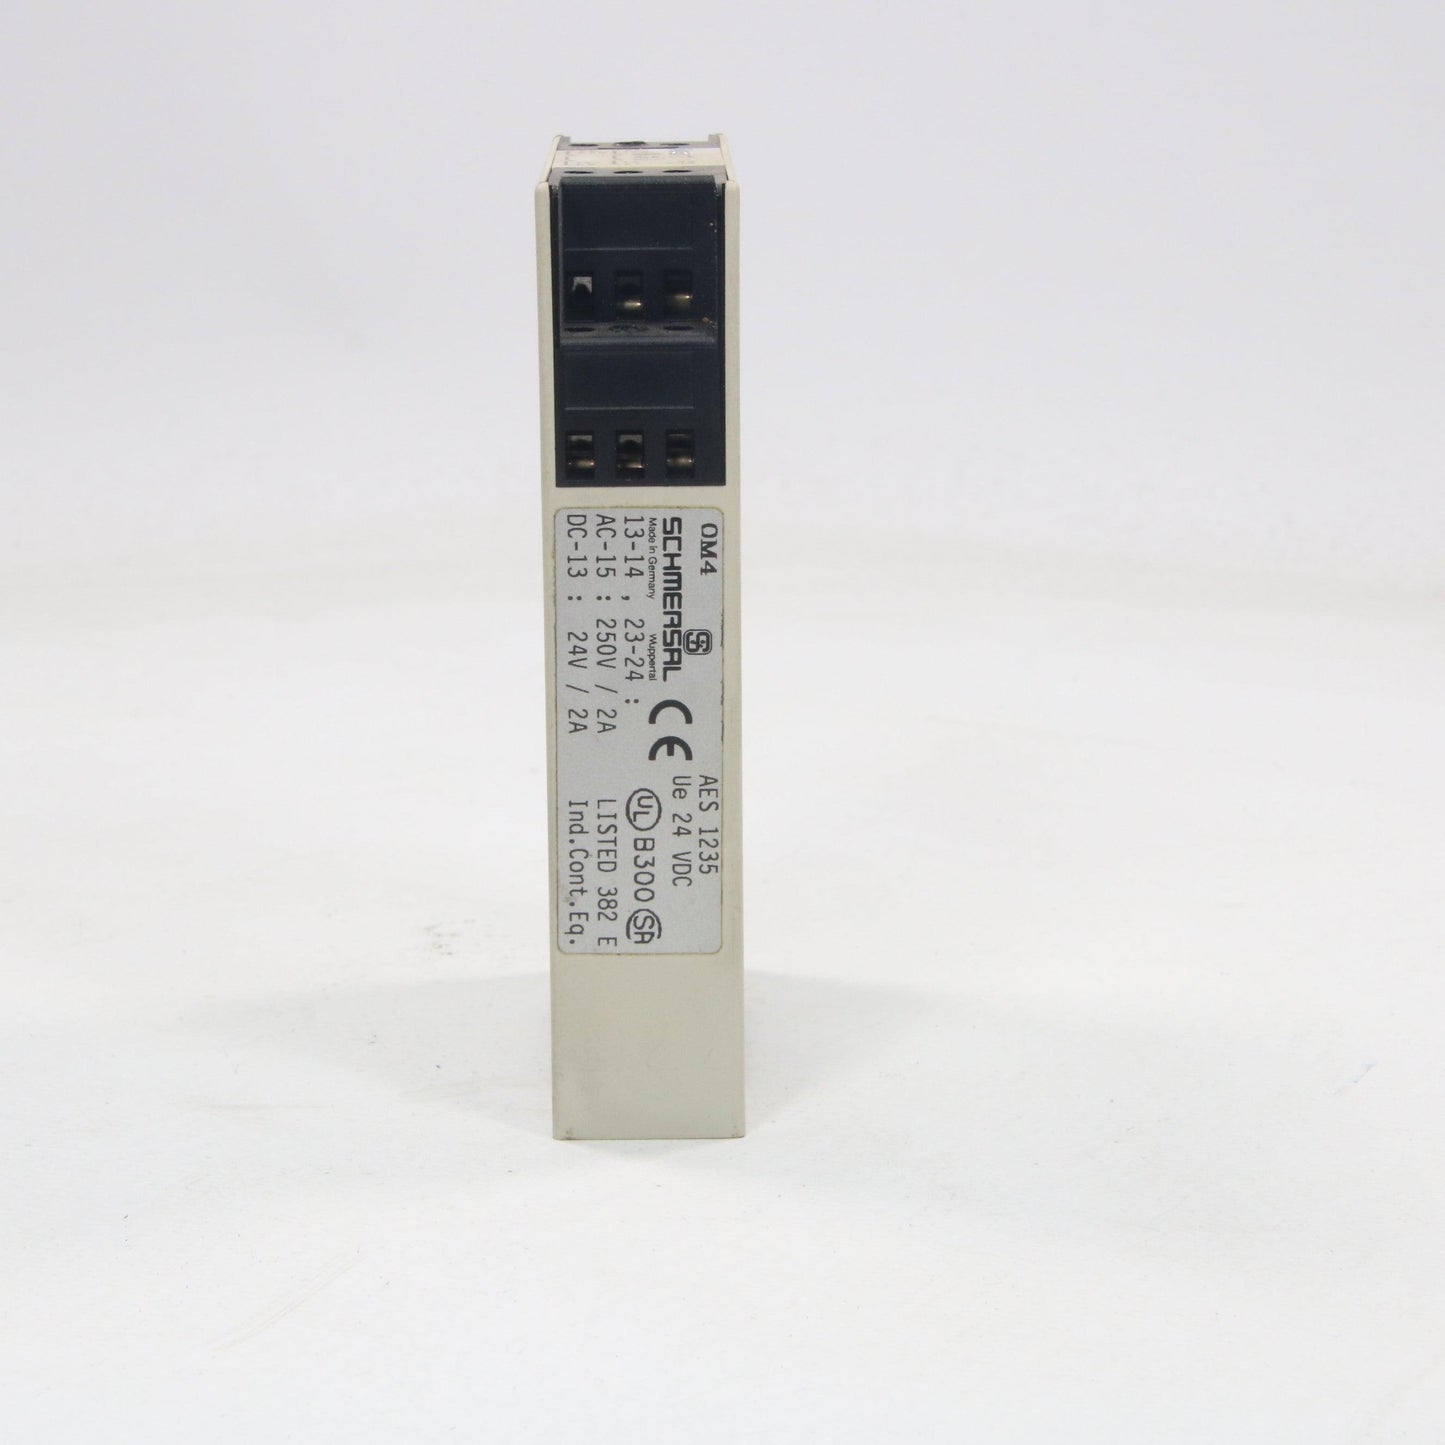 OM4
SCHMERSAL
Made in Germany Wuppertal
13-14 , 23-24 :
AC-15 : 250V / 2A
DC-13 : 24V / 2A
CE
AES 1235
Ue 24 VDC
UL B300 SA
LISTED 382 E
Ind.Cont.Eq.